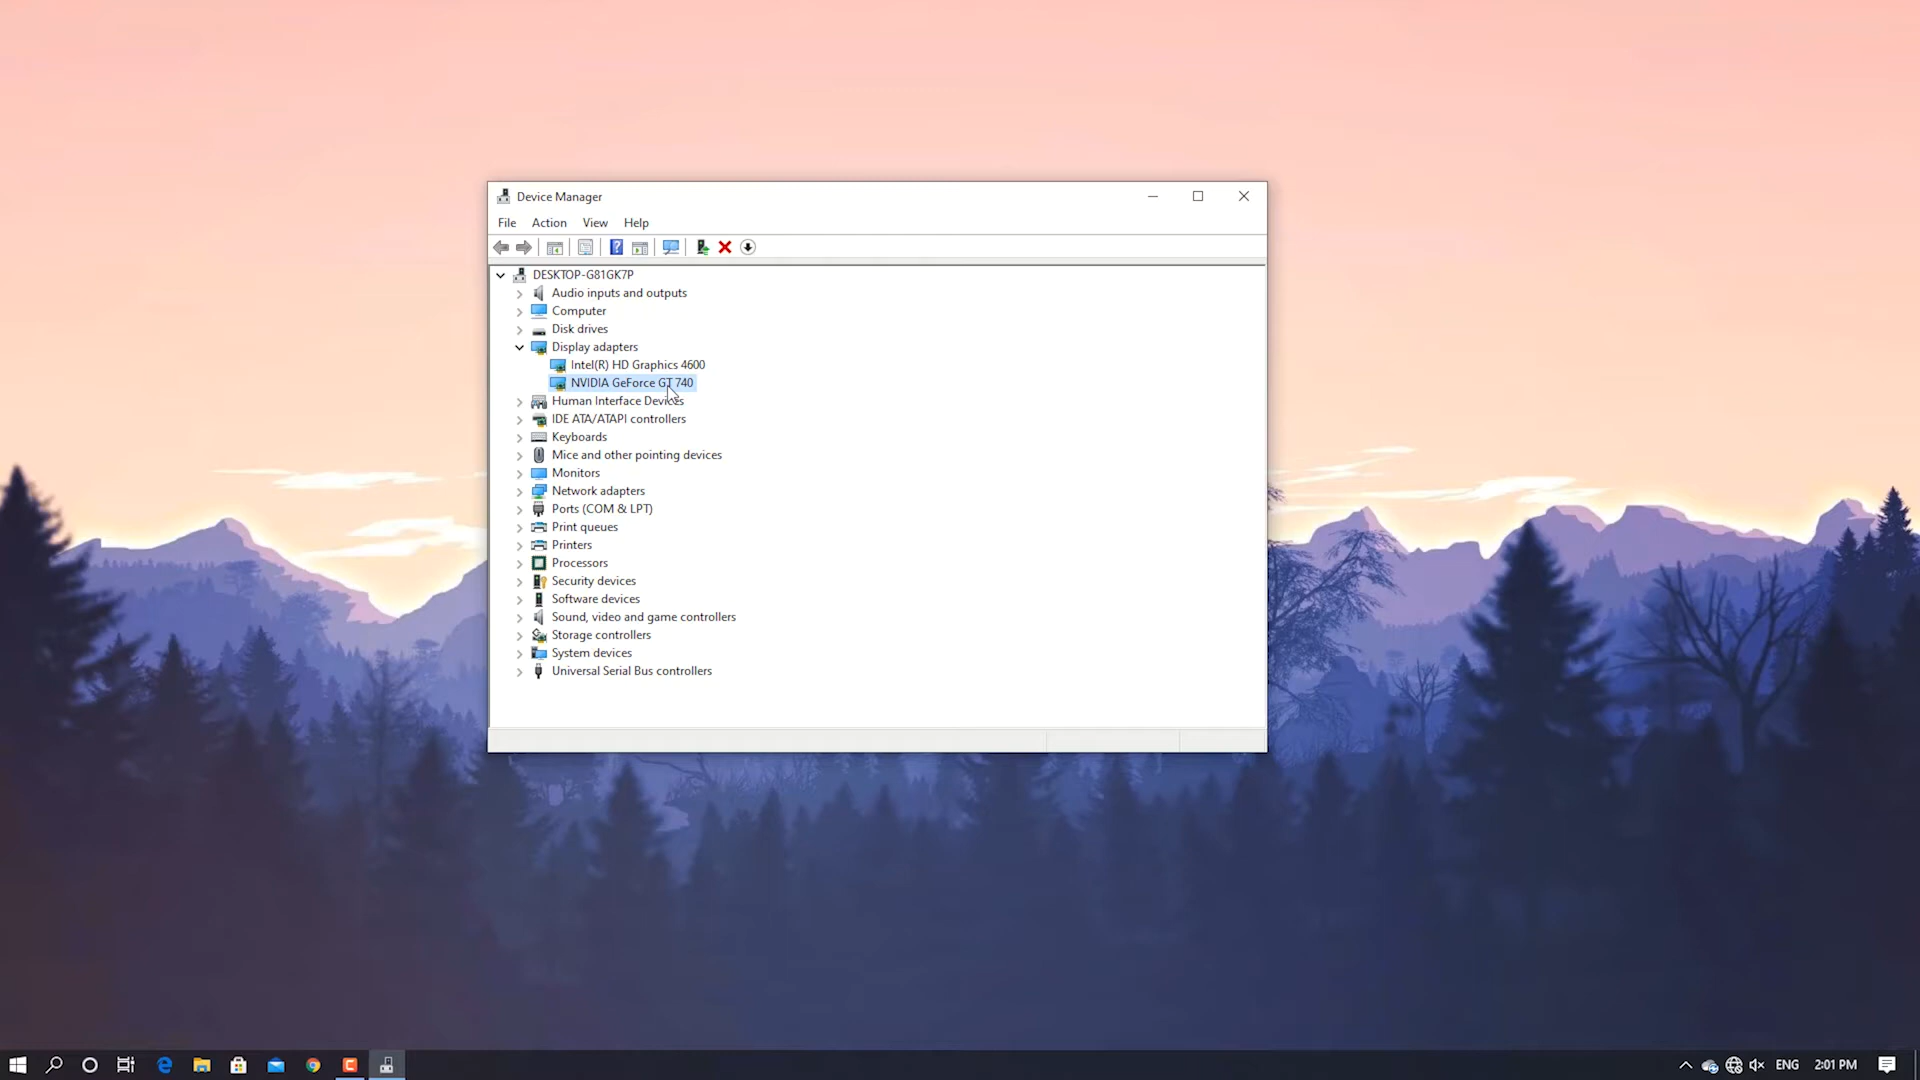 Device Manager
File Action View Help
DESKTOP-G81GK7P
Audio inputs and outputs
Computer
Disk drives
Display adapters
Intel(R) HD Graphics 4600
NVIDIA GeForce GT 740
Human Interface Devices
IDE ATA/ATAPI controllers
Keyboards
Mice and other pointing devices
Monitors
Network adapters
Ports (COM & LPT)
Print queues
Printers
Processors
Security devices
Software devices
Sound, video and game controllers
Storage controllers
System devices
Universal Serial Bus controllers
ENG 2:01 PM